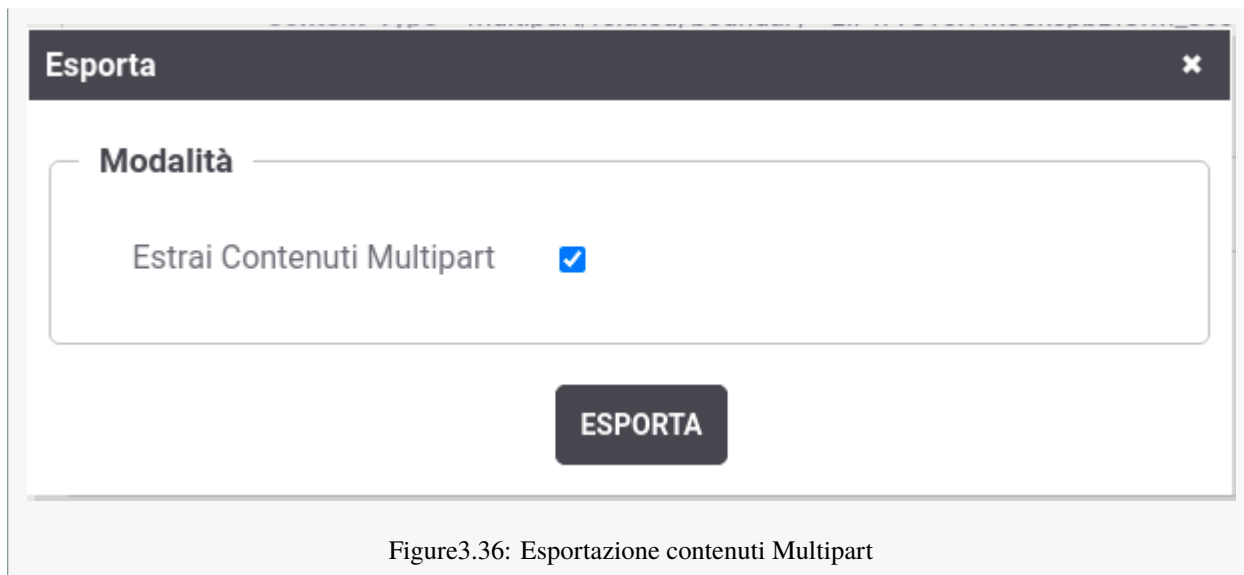 Esporta
Modalità
Estrai Contenuti Multipart
ESPORTA
Figure3.36: Esportazione contenuti Multipart